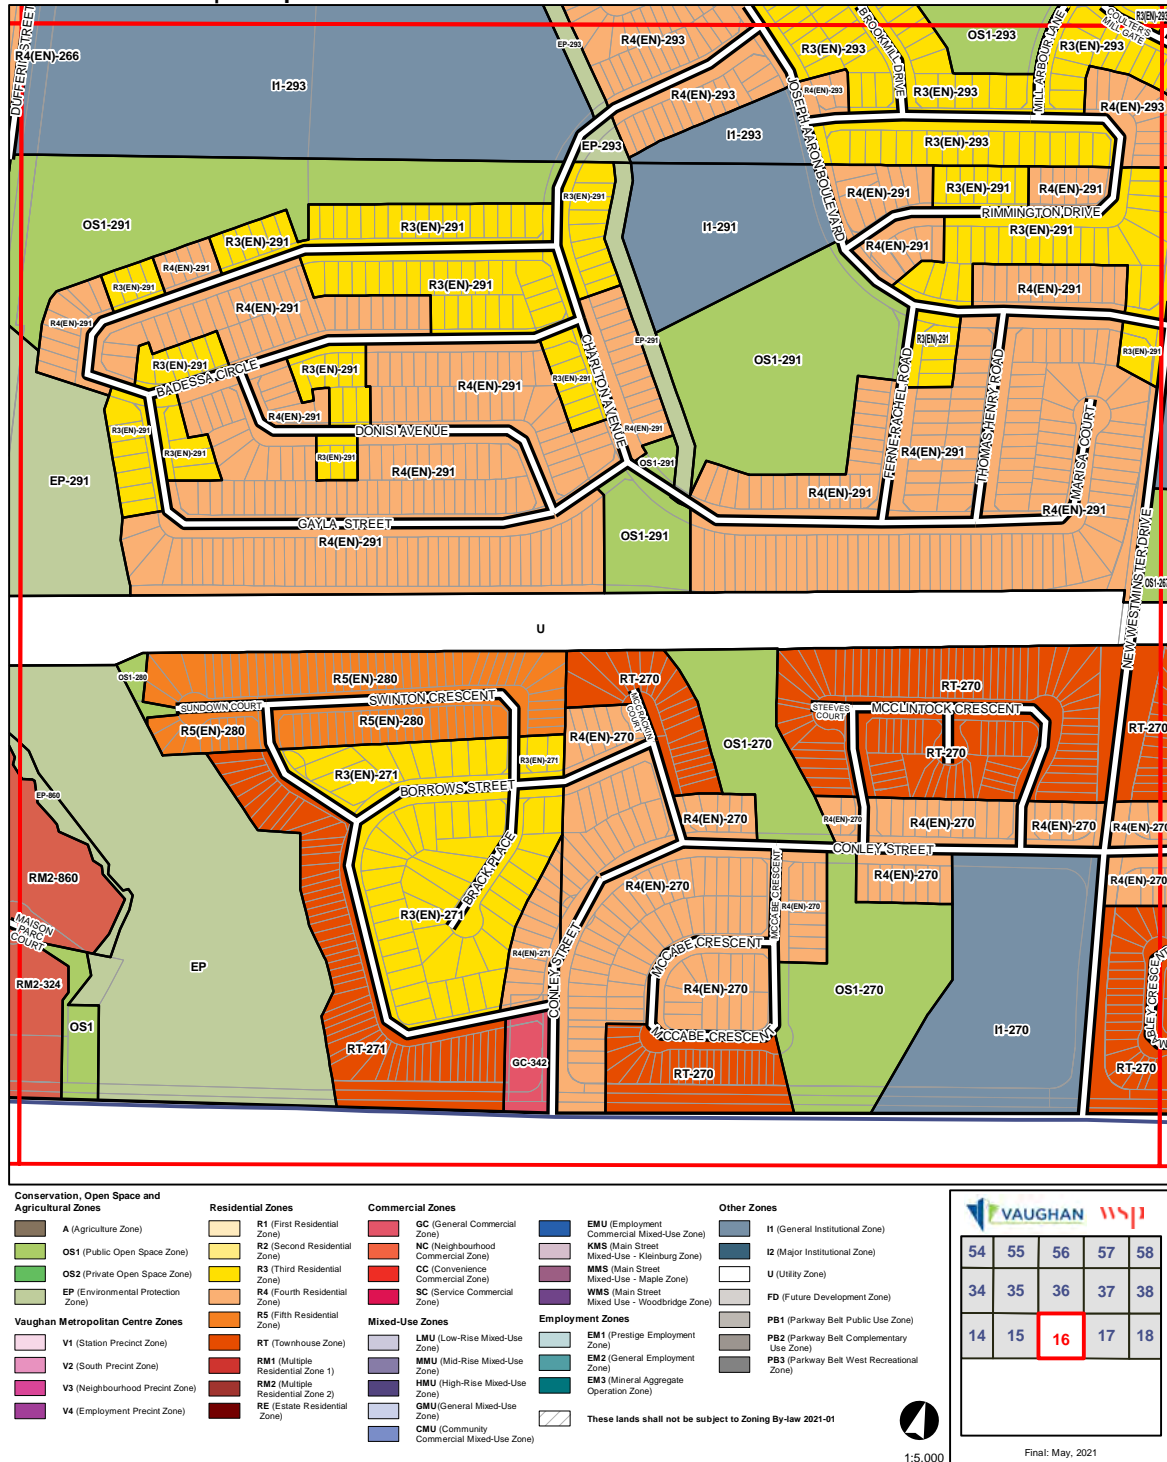 DUFFERIN STREET
R4(EN)-266
I1-293
EP-293
R4(EN)-293
R4(EN)-293
I1-293
EP-293
JOSEPH AARON BOULEVARD
R4(EN)-293
R3(EN)-293
BROOKMILL DRIVE
R3(EN)-293
OS1-293
MILL ARBOUR LANE
R3(EN)-293
COULTER'S
MILL GATE
R3(EN)-293
R4(EN)-293
R3(EN)-293
R4(EN)-291
R3(EN)-291
R4(EN)-291
RIMMINGTON DRIVE
R3(EN)-291
R4(EN)-291
R4(EN)-291
R3(EN)-291
I1-291
OS1-291
R3(EN)-291
R3(EN)-291
R3(EN)-291
R4(EN)-291
R3(EN)-291
R4(EN)-291
R4(EN)-291
R3(EN)-291
EP-291
OS1-291
R3(EN)-291
FERNE RACHEL ROAD
THOMAS HENRY ROAD
MARISA COURT
R4(EN)-291
R4(EN)-291
R4(EN)-291
CHARLTON AVENUE
R3(EN)-291
R4(EN)-291
OS1-291
R3(EN)-291
BADESSA CIRCLE
R3(EN)-291
R4(EN)-291
R4(EN)-291
DONISI AVENUE
R3(EN)-291
R3(EN)-291
R3(EN)-291
R4(EN)-291
EP-291
GAYLA STREET
R4(EN)-291
OS1-291
NEW WESTMINSTER DRIVE
OS1-267
U
OS1-280
R5(EN)-280
SUNDOWN COURT
SWINTON CRESCENT
R5(EN)-280
R5(EN)-280
R3(EN)-271
R3(EN)-271
BORROWS STREET
RT-270
MCCRACKIN
COURT
R4(EN)-270
OS1-270
RT-270
STEEVES
COURT
MCCLINTOCK CRESCENT
RT-270
RT-270
R4(EN)-270
R4(EN)-270
R4(EN)-270
R4(EN)-270
R4(EN)-270
CONLEY STREET
EP-860
RM2-860
MAISON
PARC
COURT
RM2-324
EP
OS1
BRACK PLACE
R3(EN)-271
R4(EN)-271
CONLEY STREET
R4(EN)-270
MCCABE CRESCENT
R4(EN)-270
R4(EN)-270
R4(EN)-270
MCCABE CRESCENT
R4(EN)-270
MCCABE CRESCENT
OS1-270
I1-270
BLEY CRESCENT
RT-270
RT-271
GC-342
RT-270
Conservation, Open Space and
Agricultural Zones
A (Agriculture Zone)
OS1 (Public Open Space Zone)
OS2 (Private Open Space Zone)
EP (Environmental Protection
Zone)
Vaughan Metropolitan Centre Zones
V1 (Station Precinct Zone)
V2 (South Precint Zone)
V3 (Neighbourhood Precint Zone)
V4 (Employment Precint Zone)
Residential Zones
R1 (First Residential
Zone)
R2 (Second Residential
Zone)
R3 (Third Residential
Zone)
R4 (Fourth Residential
Zone)
R5 (Fifth Residential
Zone)
RT (Townhouse Zone)
RM1 (Multiple
Residential Zone 1)
RM2 (Multiple
Residential Zone 2)
RE (Estate Residential
Zone)
Commercial Zones
GC (General Commercial
Zone)
NC (Neighbourhood
Commercial Zone)
CC (Convenience
Commercial Zone)
SC (Service Commercial
Zone)
Mixed-Use Zones
LMU (Low-Rise Mixed-Use
Zone)
MMU (Mid-Rise Mixed-Use
Zone)
HMU (High-Rise Mixed-Use
Zone)
GMU(General Mixed-Use
Zone)
CMU (Community
Commercial Mixed-Use Zone)
EMU (Employment
Commercial Mixed-Use Zone)
KMS (Main Street
Mixed-Use - Kleinburg Zone)
MMS (Main Street
Mixed-Use - Maple Zone)
WMS (Main Street
Mixed Use - Woodbridge Zone)
Employment Zones
EM1 (Prestige Employment
Zone)
EM2 (General Employment
Zone)
EM3 (Mineral Aggregate
Operation Zone)
These lands shall not be subject to Zoning By-law 2021-01
Other Zones
I1 (General Institutional Zone)
I2 (Major Institutional Zone)
U (Utility Zone)
FD (Future Development Zone)
PB1 (Parkway Belt Public Use Zone)
PB2 (Parkway Belt Complementary
Use Zone)
PB3 (Parkway Belt West Recreational
Zone)
1:5,000
VAUGHAN wsp
54 55 56 57 58
34 35 36 37 38
14 15 16 17 18
Final: May, 2021